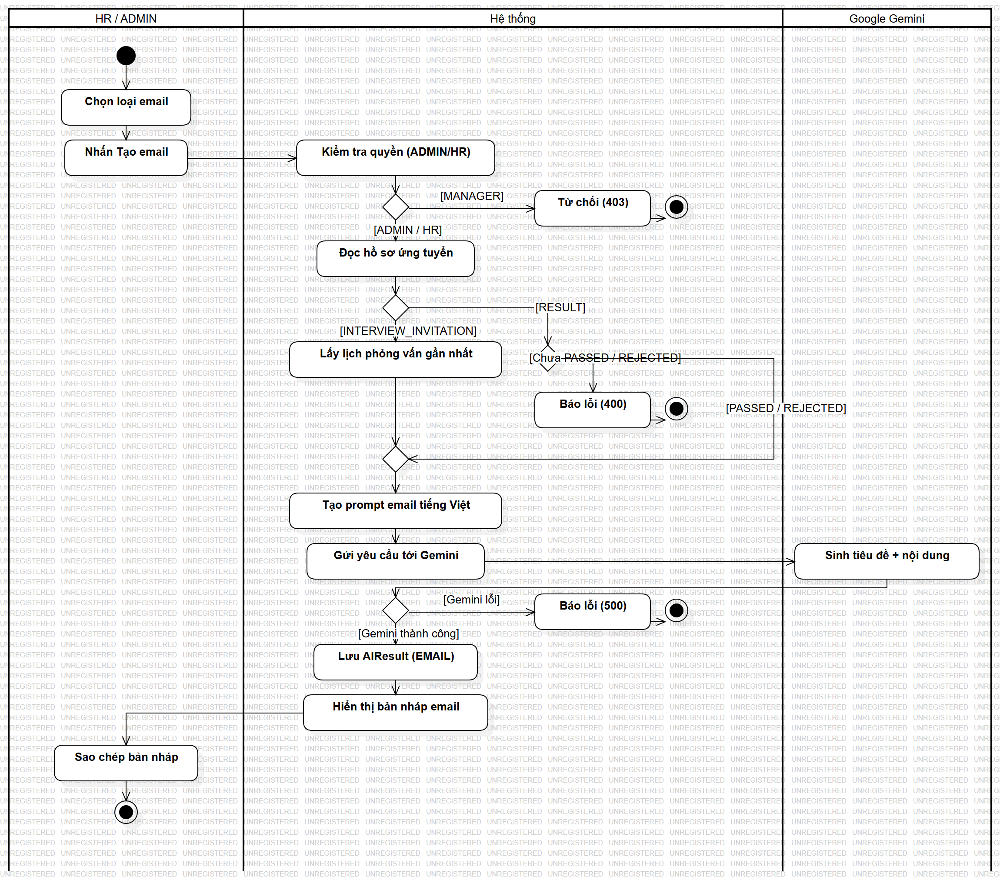 HR / ADMIN
Hệ thống
Google Gemini
Chọn loại email
Nhấn Tạo email
Kiểm tra quyền (ADMIN/HR)
[MANAGER]
Từ chối (403)
[ADMIN / HR]
Đọc hồ sơ ứng tuyển
[RESULT]
[INTERVIEW_INVITATION]
Lấy lịch phỏng vấn gần nhất
[Chưa PASSED / REJECTED]
Báo lỗi (400)
[PASSED / REJECTED]
Tạo prompt email tiếng Việt
Gửi yêu cầu tới Gemini
Sinh tiêu đề + nội dung
[Gemini lỗi]
Báo lỗi (500)
[Gemini thành công]
Lưu AIResult (EMAIL)
Hiển thị bản nháp email
Sao chép bản nháp
UNREGISTERED